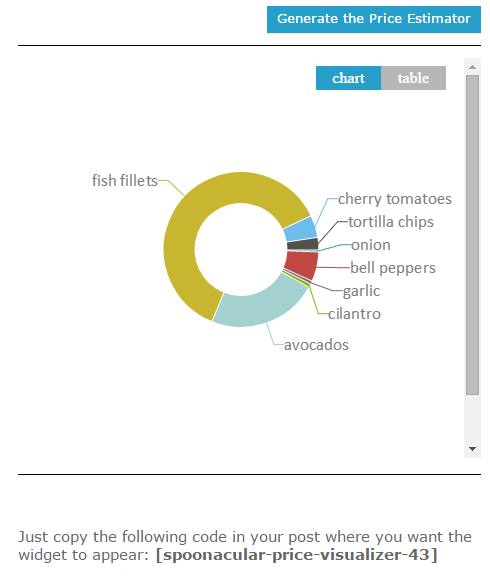 Generate the Price Estimator
chart
table
fish fillets
cherry tomatoes
tortilla chips
onion
bell peppers
garlic
cilantro
avocados
Just copy the following code in your post where you want the
widget to appear: [spoonacular-price-visualizer-43]